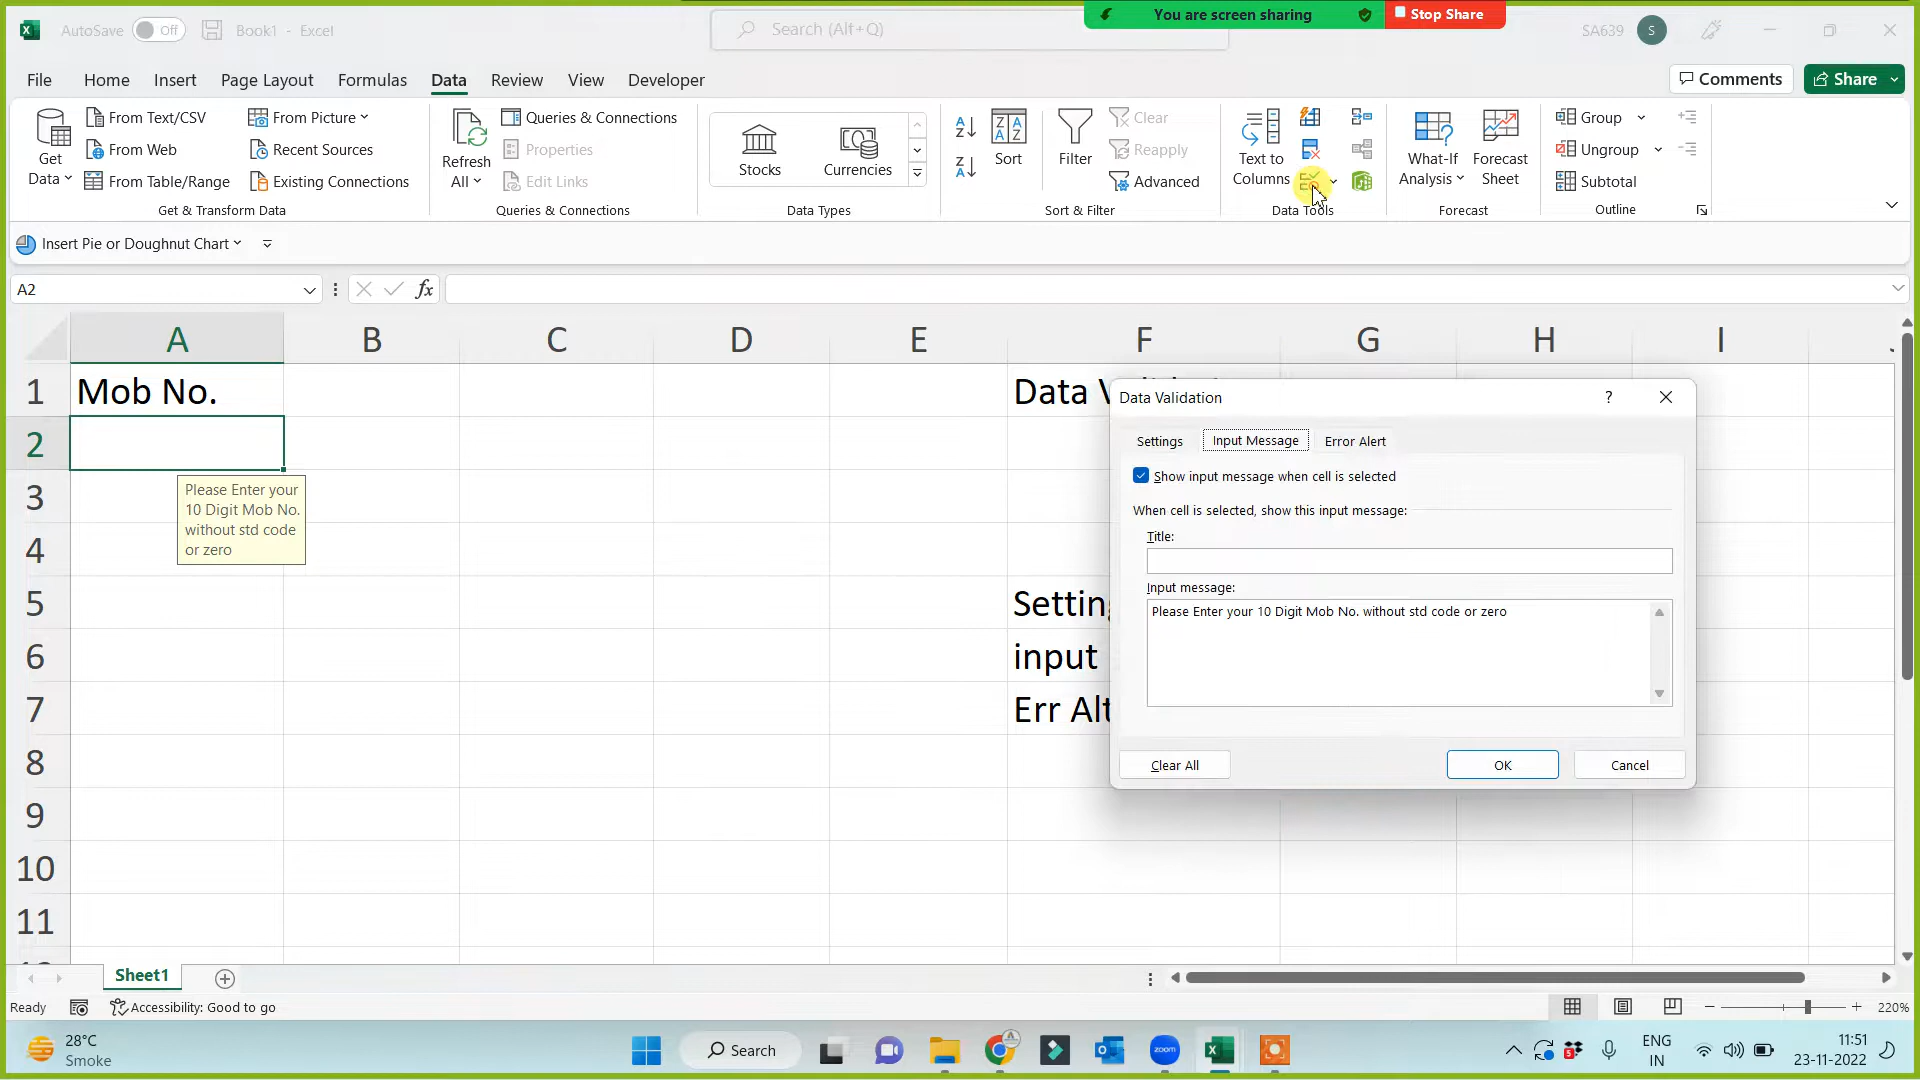 You are screen sharing
Stop Share
AutoSave
Off
Book1 - Excel
Search (Alt+Q)
SA639
S
File
Home
Insert
Page Layout
Formulas
Data
Review
View
Developer
Comments
Share
Get Data
From Text/CSV
From Web
From Table/Range
From Picture
Recent Sources
Existing Connections
Get & Transform Data
Refresh All
Queries & Connections
Properties
Edit Links
Queries & Connections
Stocks
Currencies
Data Types
Sort
Filter
Clear
Reapply
Advanced
Sort & Filter
Text to Columns
Data Tools
What-If Analysis
Forecast Sheet
Forecast
Group
Ungroup
Subtotal
Outline
Insert Pie or Doughnut Chart
A2
fx
A B C D E F G H I
1 Mob No.
Data V
2
3
4
5
Setting
6
input
7
Err Alt
8
9
10
11
Please Enter your
10 Digit Mob No.
without std code
or zero
Data Validation
?
Settings
Input Message
Error Alert
Show input message when cell is selected
When cell is selected, show this input message:
Title:
Input message:
Please Enter your 10 Digit Mob No. without std code or zero
Clear All
OK
Cancel
Sheet1
Ready
Accessibility: Good to go
220%
28°C
Smoke
Search
zoom
ENG
IN
11:51
23-11-2022